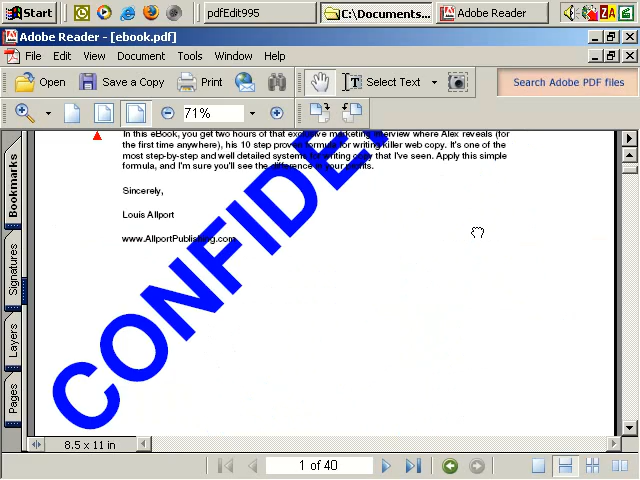 Start
pdfEdit995
C:\Documents...
Adobe Reader
Adobe Reader - [ebook.pdf]
File Edit View Document Tools Window Help
Open Save a Copy Print Email Search Select Text Search Adobe PDF files
71%
In this eBook, you get two hours of that exclusive marketing interview where Alex reveals (for
the first time anywhere), his 10 step proven formula for writing killer web copy. It's one of the
most step-by-step and well detailed systems for writing copy that I've seen. Apply this simple
formula, and I'm sure you'll see the difference in your profits.
Sincerely,
Louis Allport
www.AllportPublishing.com
CONFIDE
Bookmarks
Signatures
Layers
Pages
8.5 x 11 in
1 of 40